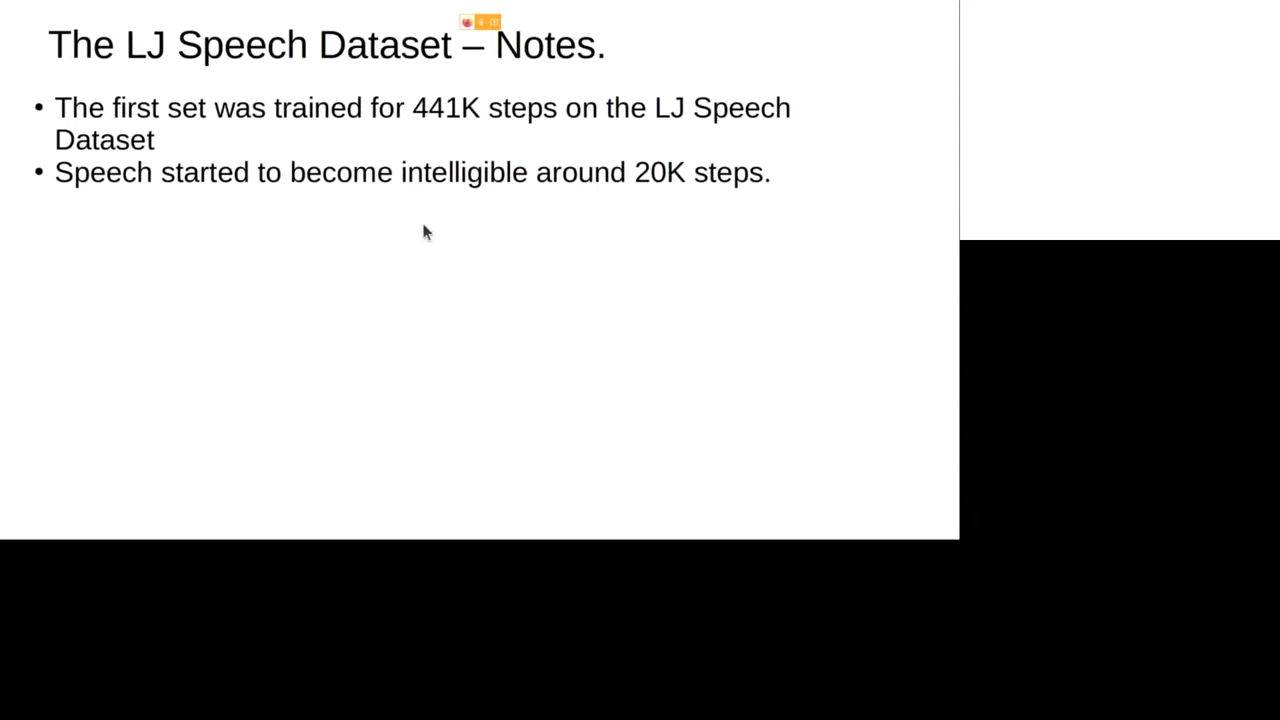 The LJ Speech Dataset – Notes.
• The first set was trained for 441K steps on the LJ Speech
Dataset
• Speech started to become intelligible around 20K steps.